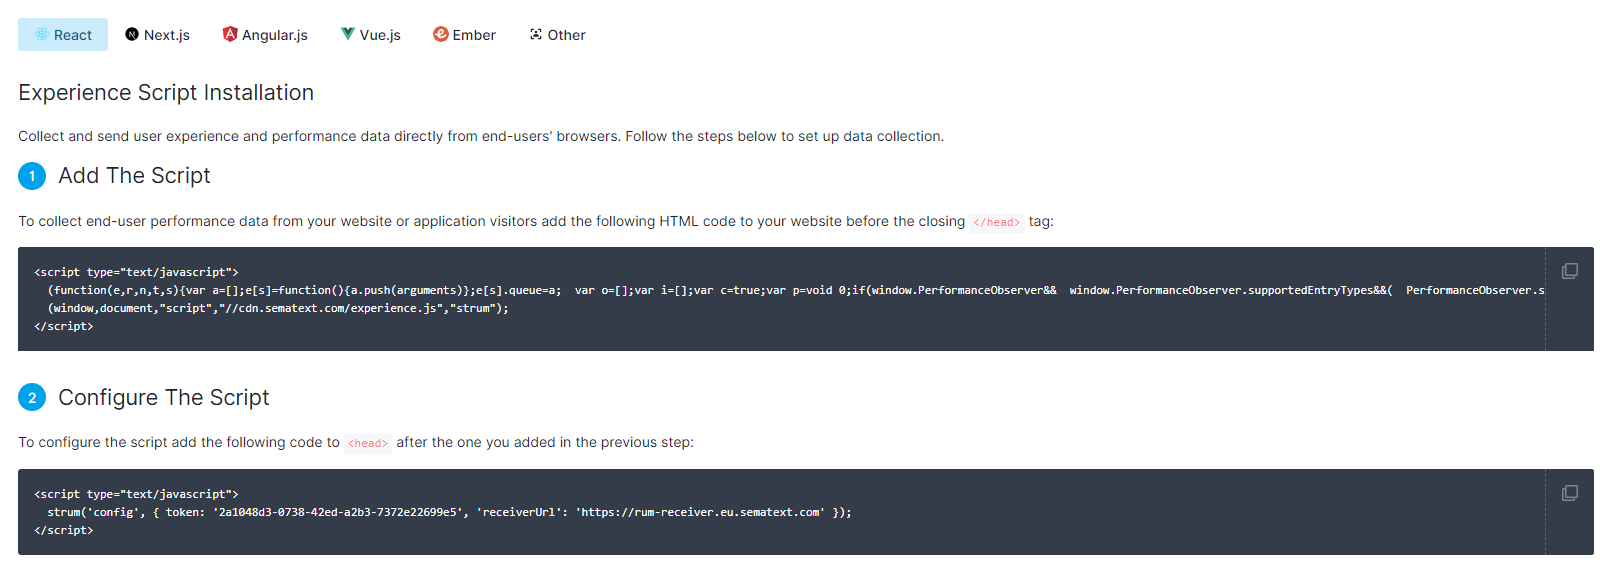 React Next.js Angular.js Vue.js Ember Other
Experience Script Installation
Collect and send user experience and performance data directly from end-users' browsers. Follow the steps below to set up data collection.
1 Add The Script
To collect end-user performance data from your website or application visitors add the following HTML code to your website before the closing </head> tag:
<script type="text/javascript">
(function(e,r,n,t,s){var a=[];e[s]=function(){a.push(arguments)};e[s].queue=a;  var o=[];var i=[];var c=true;var p=void 0;if(window.PerformanceObserver&&  window.PerformanceObserver.supportedEntryTypes&&(  PerformanceObserver.s
(window,document,"script","//cdn.sematext.com/experience.js","strum");
</script>
2 Configure The Script
To configure the script add the following code to <head> after the one you added in the previous step:
<script type="text/javascript">
strum('config', { token: '2a1048d3-0738-42ed-a2b3-7372e22699e5', 'receiverUrl': 'https://rum-receiver.eu.sematext.com' });
</script>